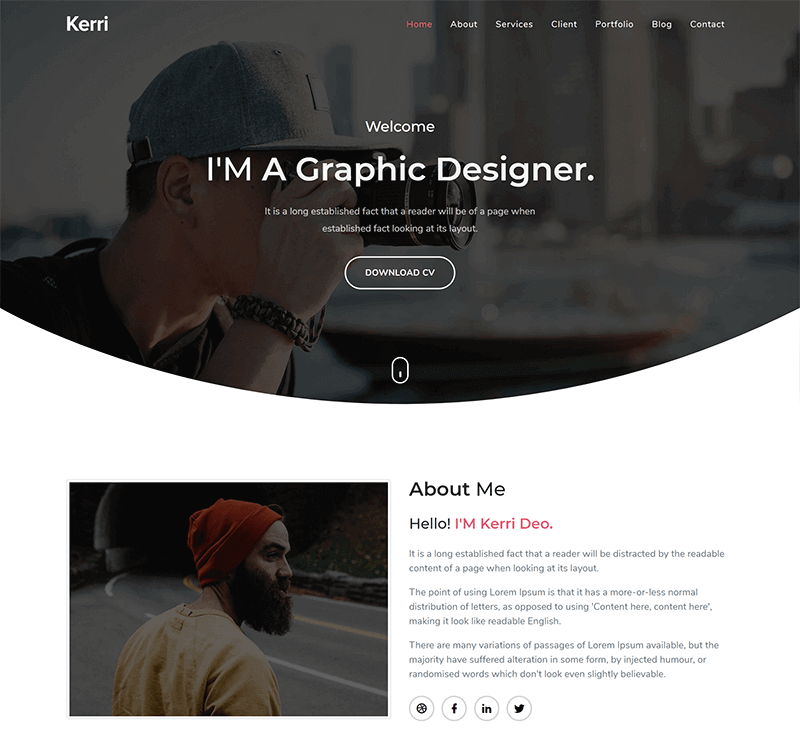 Kerri
Home About Services Client Portfolio Blog Contact
Welcome
I'M A Graphic Designer.
It is a long established fact that a reader will be of a page when
established fact looking at its layout.
DOWNLOAD CV
About Me
Hello! I'M Kerri Deo.
It is a long established fact that a reader will be distracted by the readable
content of a page when looking at its layout.
The point of using Lorem Ipsum is that it has a more-or-less normal
distribution of letters, as opposed to using 'Content here, content here',
making it look like readable English.
There are many variations of passages of Lorem Ipsum available, but the
majority have suffered alteration in some form, by injected humour, or
randomised words which don't look even slightly believable.